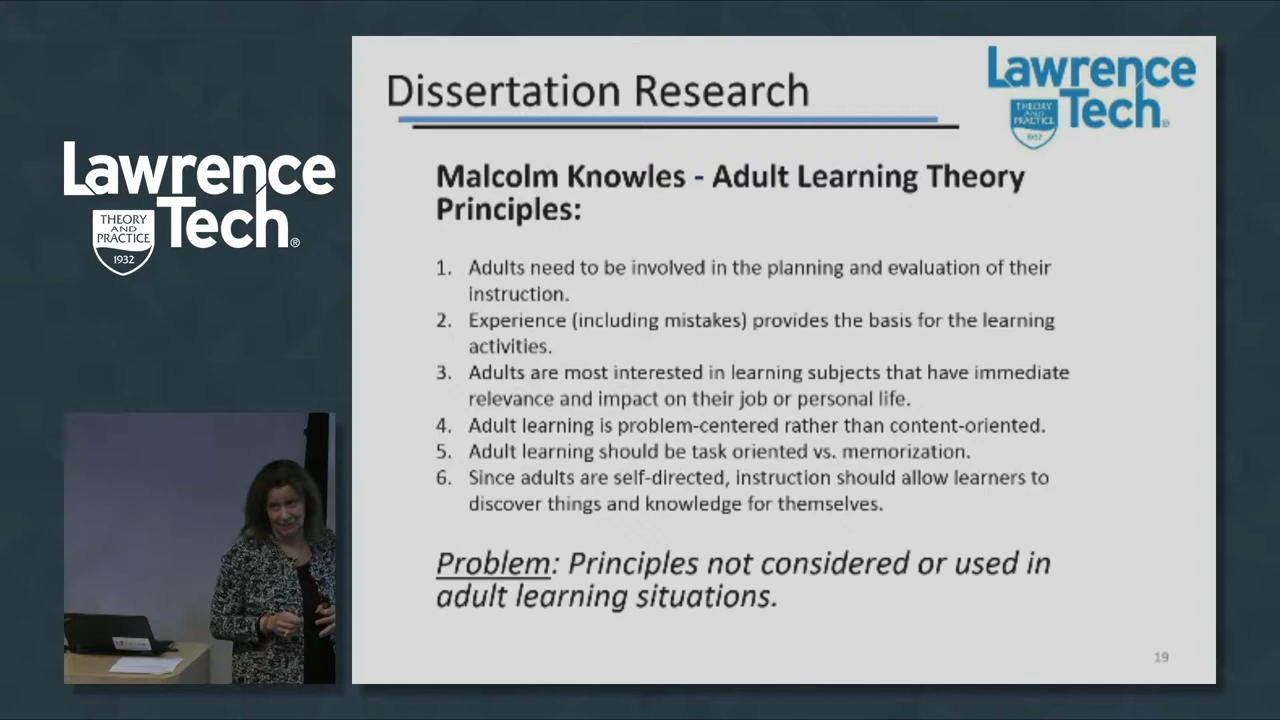 Dissertation Research
Lawrence
Tech
THEORY
AND
PRACTICE
1932
Malcolm Knowles - Adult Learning Theory
Principles:
1. Adults need to be involved in the planning and evaluation of their
instruction.
2. Experience (including mistakes) provides the basis for the learning
activities.
3. Adults are most interested in learning subjects that have immediate
relevance and impact on their job or personal life.
4. Adult learning is problem-centered rather than content-oriented.
5. Adult learning should be task oriented vs. memorization.
6. Since adults are self-directed, instruction should allow learners to
discover things and knowledge for themselves.
Problem: Principles not considered or used in
adult learning situations.
19
Lawrence
Tech®
THEORY
AND
PRACTICE
1932